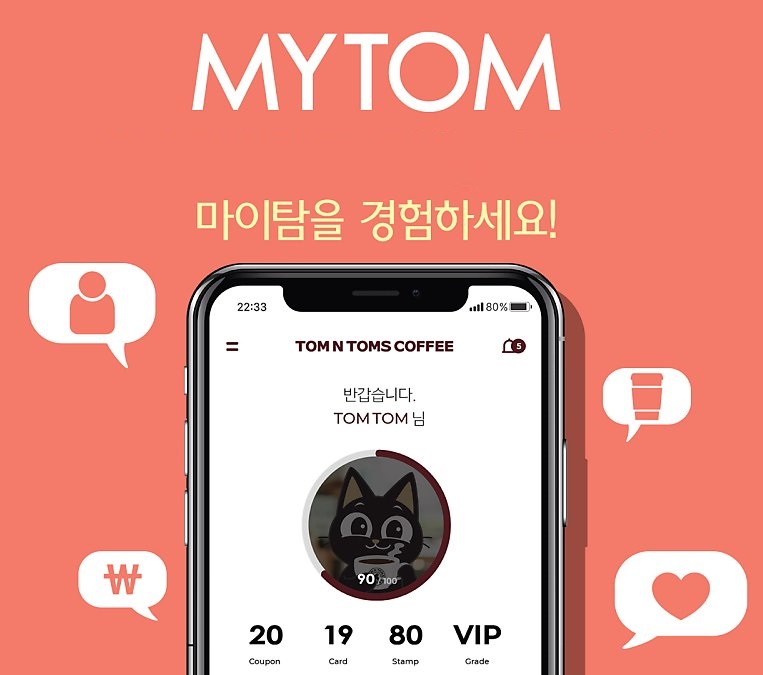 MYTOM
마이탐을 경험하세요!
22:33 80%
TOM N TOMS COFFEE 5
반갑습니다.
TOM TOM 님
90 / 100
₩
20 19 80 VIP
Coupon Card Stamp Grade